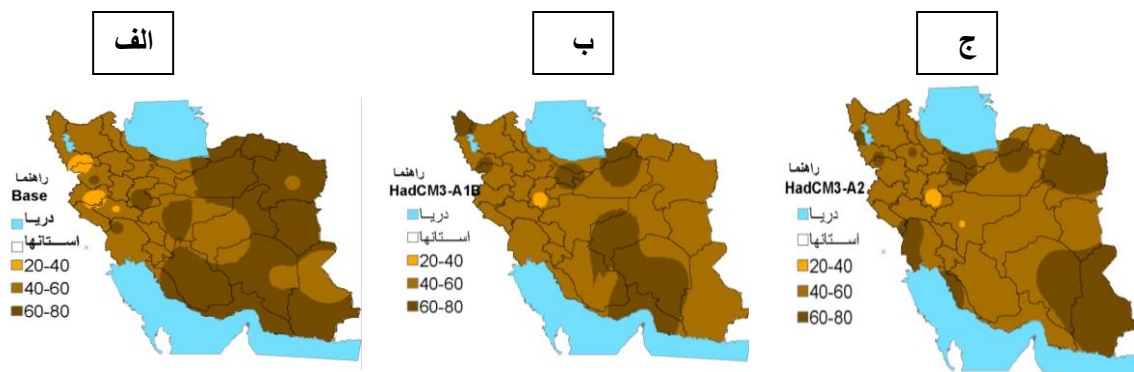 الف
ب
ج
راهنما
Base
دریا
استانها
20-40
40-60
60-80
راهنما
HadCM3-A1B
دریا
استانها
20-40
40-60
60-80
راهنما
HadCM3-A2
دریا
استانها
20-40
40-60
60-80